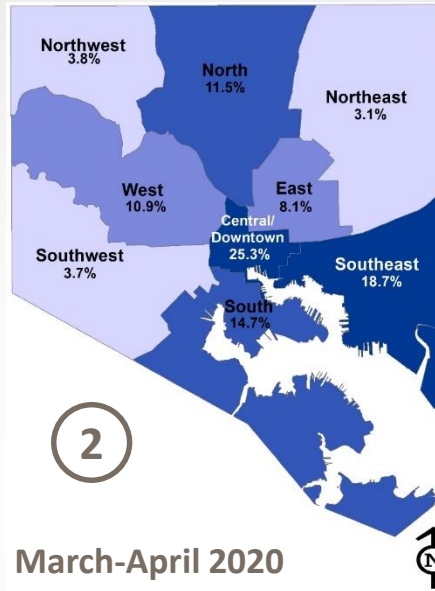 Northwest
3.8%
North
11.5%
Northeast
3.1%
West
10.9%
East
8.1%
Central/
Downtown
25.3%
Southwest
3.7%
Southeast
18.7%
South
14.7%
2
March-April 2020
N